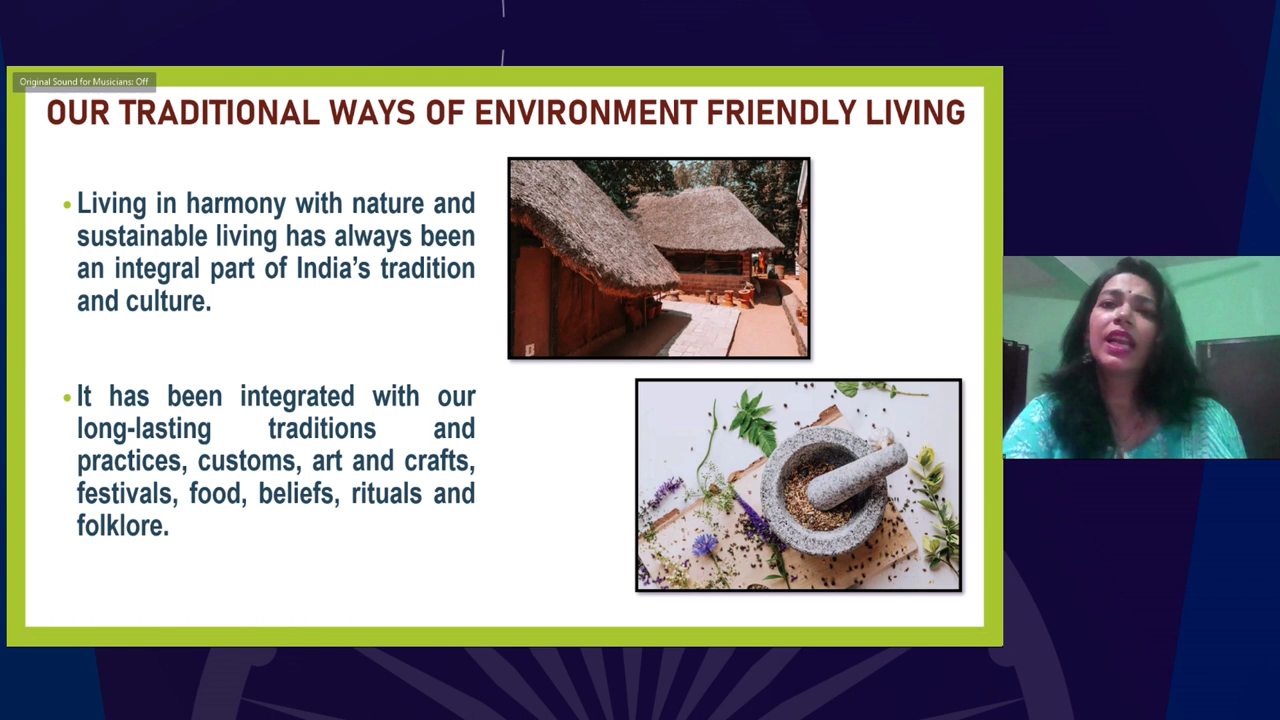 Original Sound for Musicians: Off
OUR TRADITIONAL WAYS OF ENVIRONMENT FRIENDLY LIVING
• Living in harmony with nature and
sustainable living has always been
an integral part of India's tradition
and culture.
• It has been integrated with our
long-lasting traditions and
practices, customs, art and crafts,
festivals, food, beliefs, rituals and
folklore.